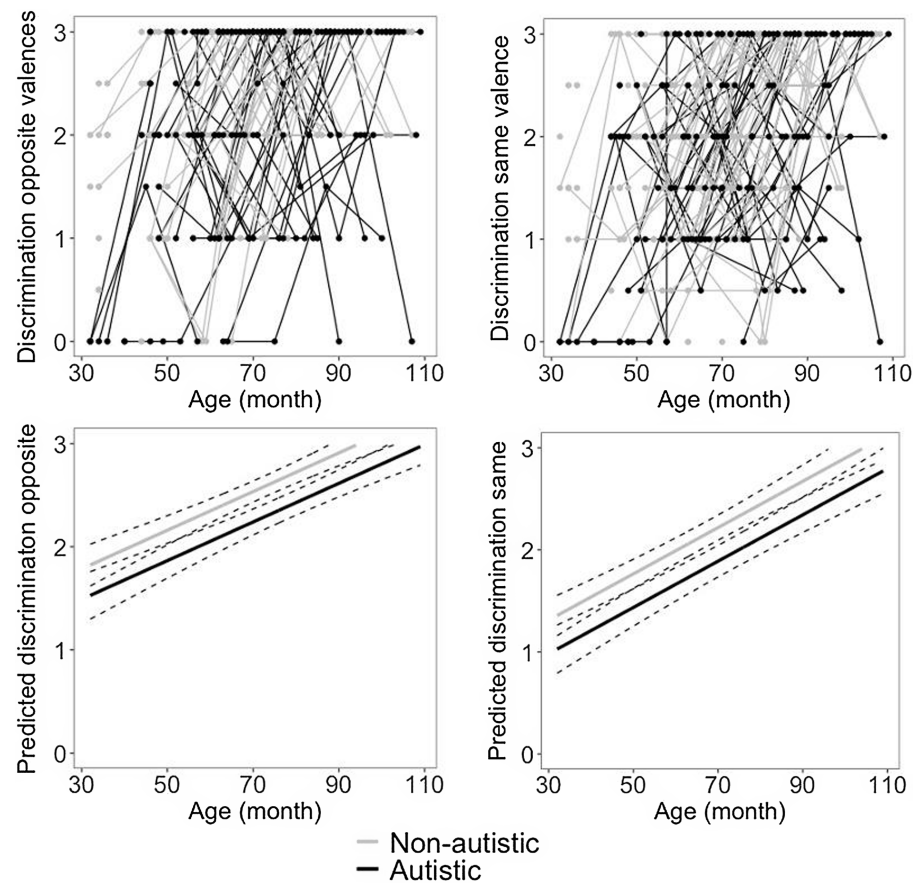 Discrimination opposite valences
3
2
1
0
30 50 70 90 110
Age (month)
Discrimination same valence
3
2
1
0
30 50 70 90 110
Age (month)
Predicted discriminaton opposite
3
2
1
0
30 50 70 90 110
Age (month)
Predicted discrimination same
3
2
1
0
30 50 70 90 110
Age (month)
Non-autistic
Autistic